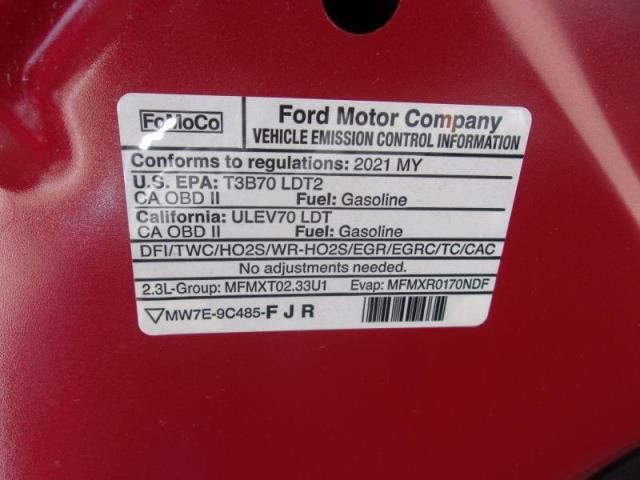 FoMoCo
Ford Motor Company
VEHICLE EMISSION CONTROL INFORMATION
Conforms to regulations: 2021 MY
U.S. EPA: T3B70 LDT2
CA OBD II Fuel: Gasoline
California: ULEV70 LDT
CA OBD II Fuel: Gasoline
DFI/TWC/HO2S/WR-HO2S/EGR/EGRC/TC/CAC
No adjustments needed.
2.3L-Group: MFMXT02.33U1 Evap: MFMXR0170NDF
MW7E-9C485-F J R